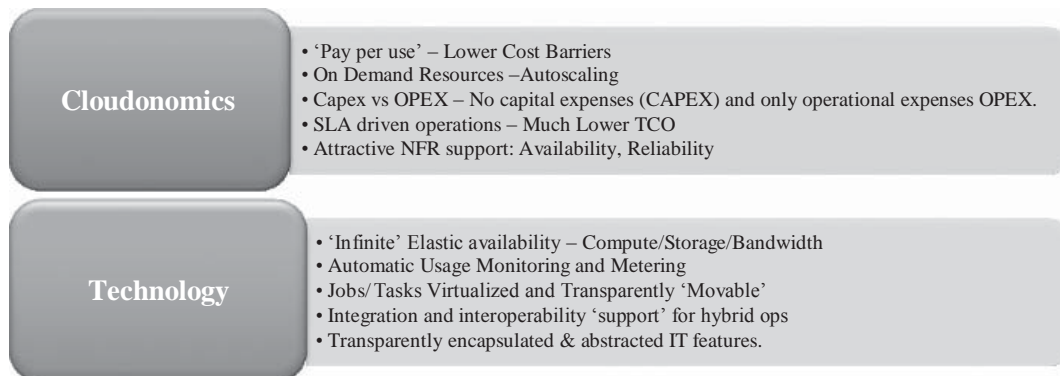 Cloudonomics
• ‘Pay per use’ – Lower Cost Barriers
• On Demand Resources –Autoscaling
• Capex vs OPEX – No capital expenses (CAPEX) and only operational expenses OPEX.
• SLA driven operations – Much Lower TCO
• Attractive NFR support: Availability, Reliability
Technology
• ‘Infinite’ Elastic availability – Compute/Storage/Bandwidth
• Automatic Usage Monitoring and Metering
• Jobs/Tasks Virtualized and Transparently ‘Movable’
• Integration and interoperability ‘support’ for hybrid ops
• Transparently encapsulated & abstracted IT features.